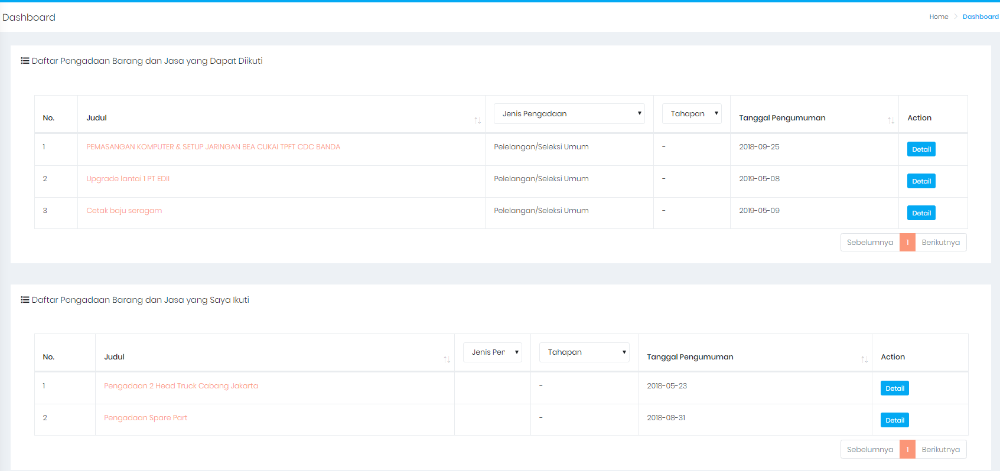 Dashboard
Home > Dashboard
Daftar Pengadaan Barang dan Jasa yang Dapat Diikuti
No. Judul Jenis Pengadaan Tahapan Tanggal Pengumuman Action
1 PEMASANGAN KOMPUTER & SETUP JARINGAN BEA CUKAI TPFT CDC BANDA Pelelangan/Seleksi Umum - 2018-09-25 Detail
2 Upgrade lantai 1 PT EDII Pelelangan/Seleksi Umum - 2019-05-08 Detail
3 Cetak baju seragam Pelelangan/Seleksi Umum - 2019-05-09 Detail
Sebelumnya 1 Berikutnya
Daftar Pengadaan Barang dan Jasa yang Saya Ikuti
No. Judul Jenis Per Tahapan Tanggal Pengumuman Action
1 Pengadaan 2 Head Truck Cabang Jakarta - 2018-05-23 Detail
2 Pengadaan Spare Part - 2018-08-31 Detail
Sebelumnya 1 Berikutnya